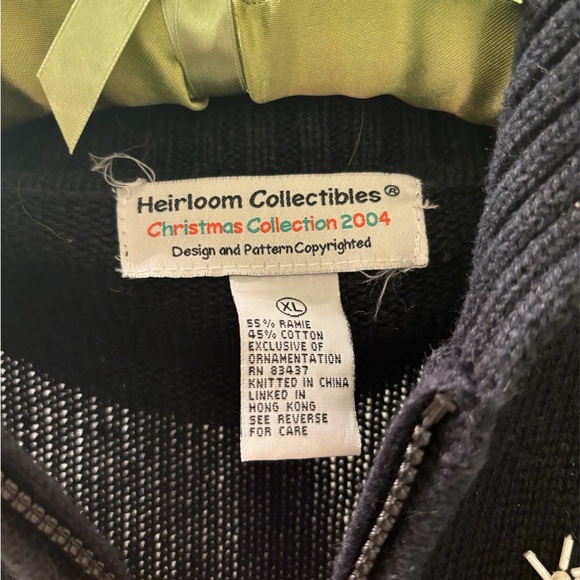 Heirloom Collectibles®
Christmas Collection 2004
Design and Pattern Copyrighted
XL
55% RAMIE
45% COTTON
EXCLUSIVE OF
ORNAMENTATION
RN 83437
KNITTED IN CHINA
LINKED IN
HONG KONG
SEE REVERSE
FOR CARE